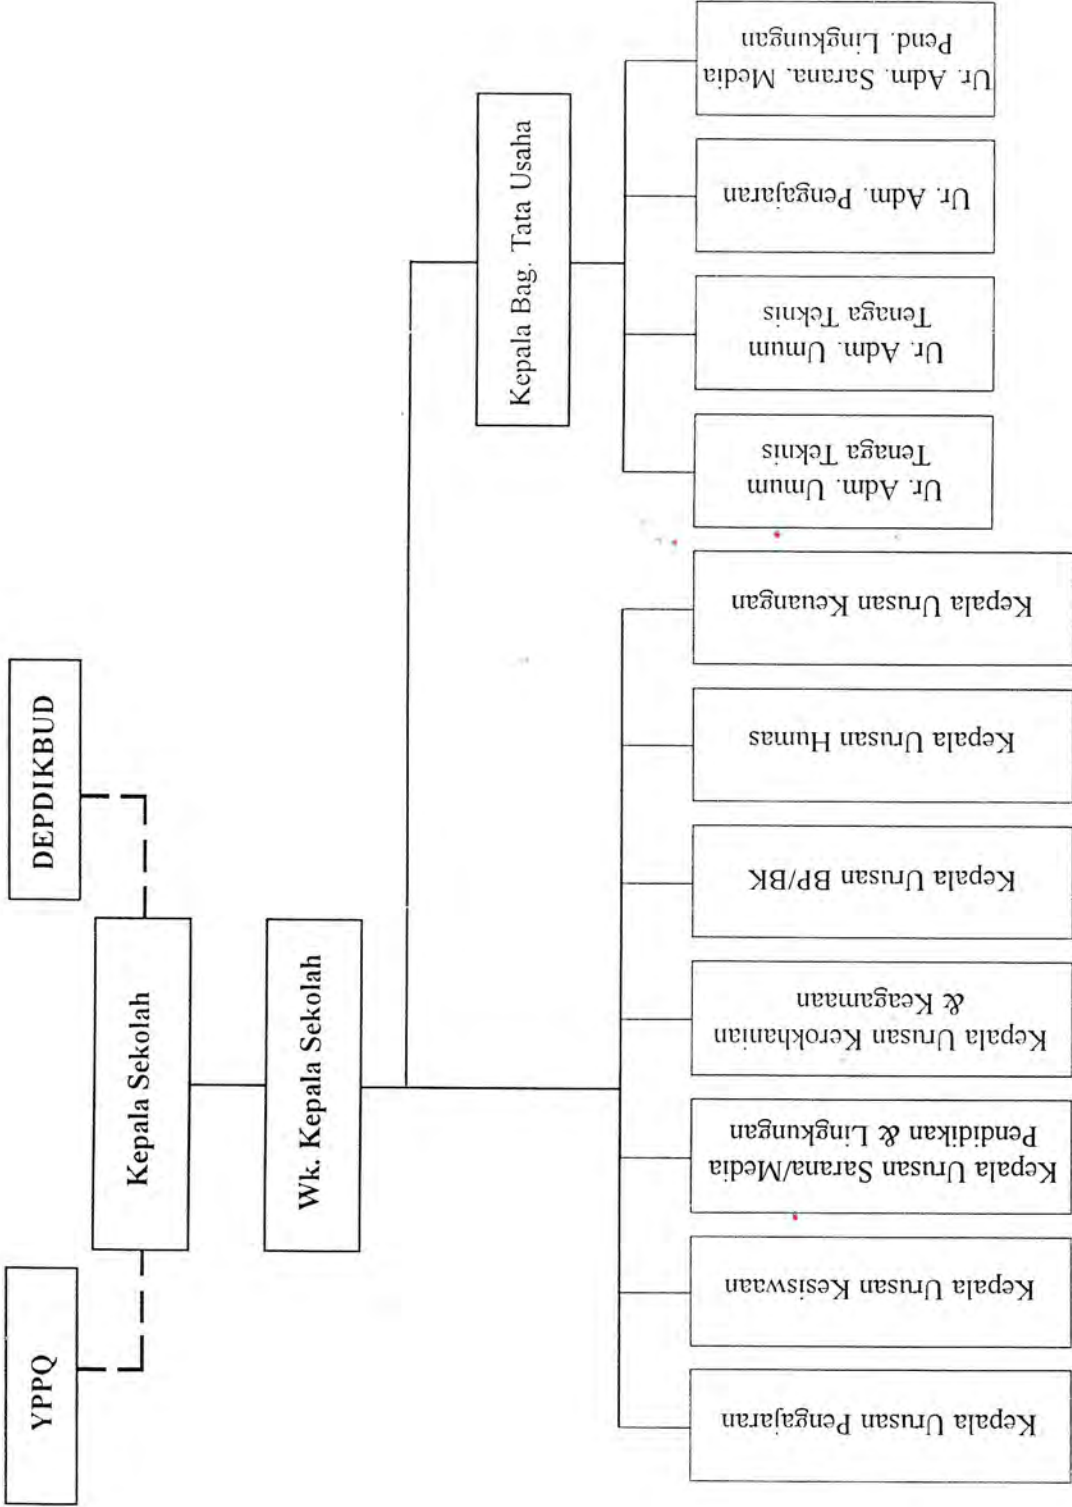 YPPQ
DEPDIKBUD
Kepala Sekolah
Wk. Kepala Sekolah
Kepala Bag. Tata Usaha
Kepala Urusan Pengajaran
Kepala Urusan Kesiswaan
Kepala Urusan Sarana/Media
Pendidikan & Lingkungan
Kepala Urusan Kerokhanian
& Keagamaan
Kepala Urusan BP/BK
Kepala Urusan Humas
Kepala Urusan Keuangan
Ur. Adm. Umum
Tenaga Teknis
Ur. Adm. Umum
Tenaga Teknis
Ur. Adm. Pengajaran
Ur. Adm. Sarana, Media
Pend. Lingkungan